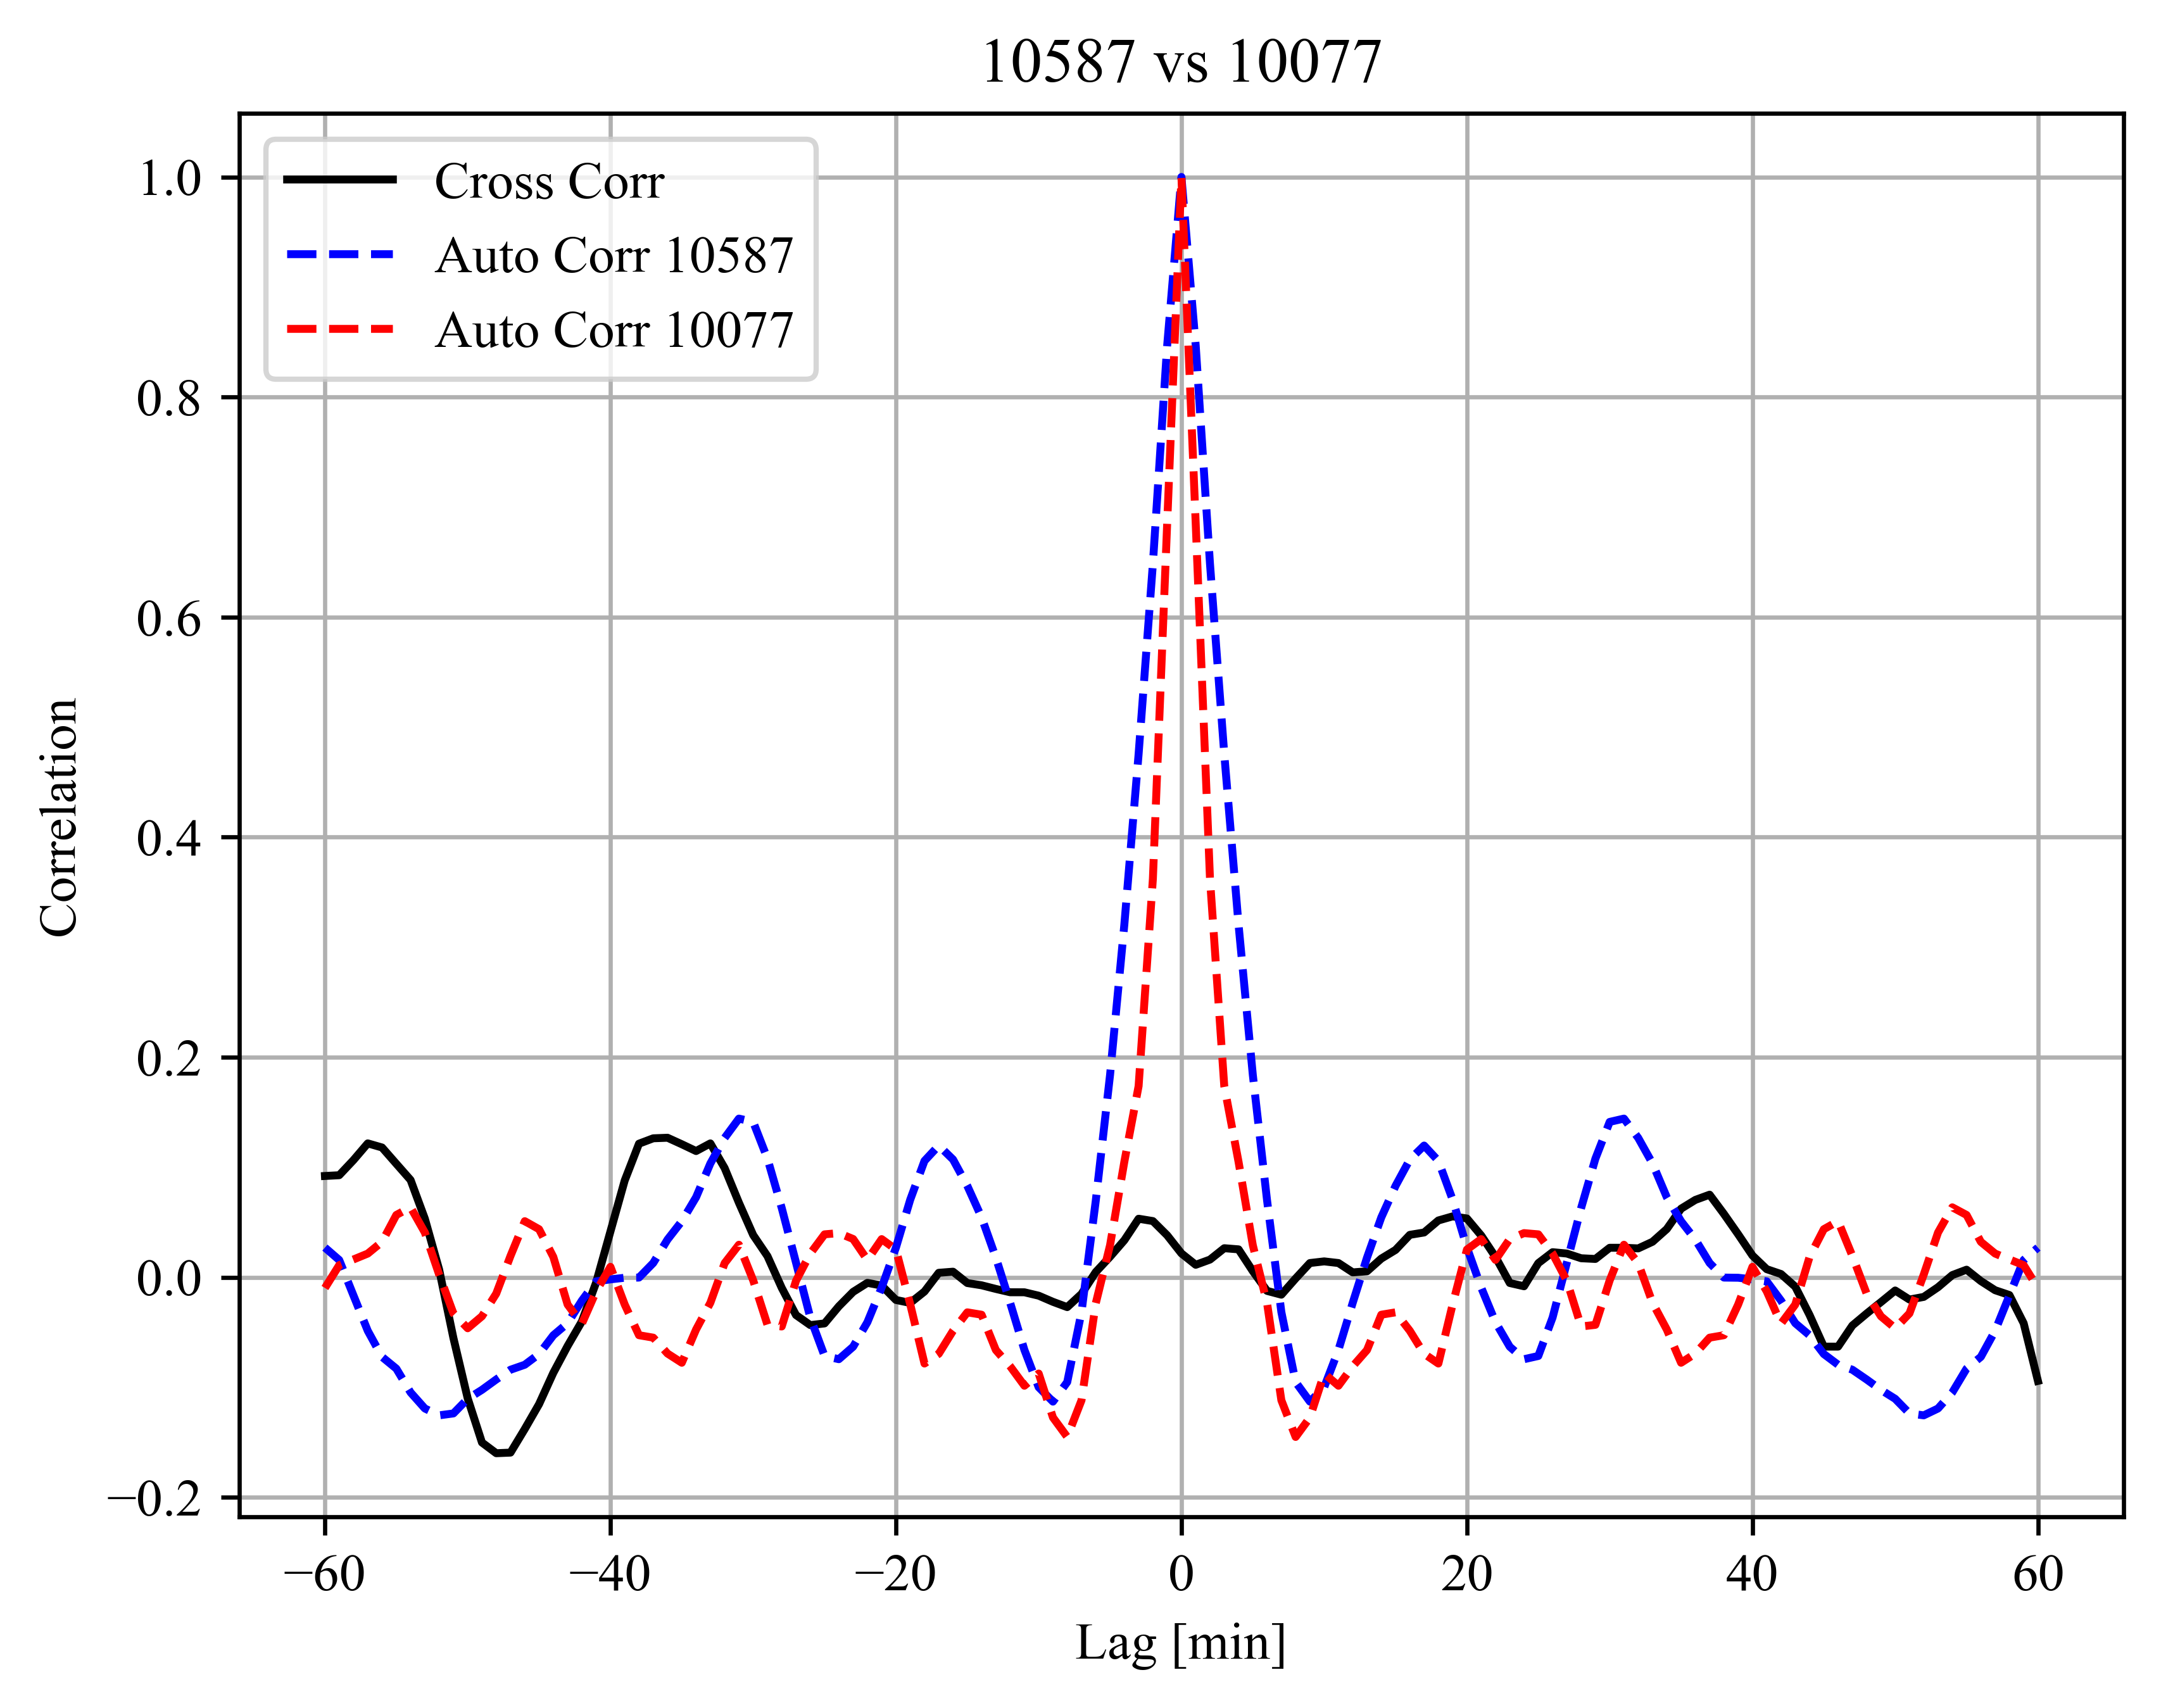 10587 vs 10077
Cross Corr
Auto Corr 10587
Auto Corr 10077
1.0
0.8
0.6
0.4
0.2
0.0
−0.2
Correlation
−60
−40
−20
0
20
40
60
Lag [min]